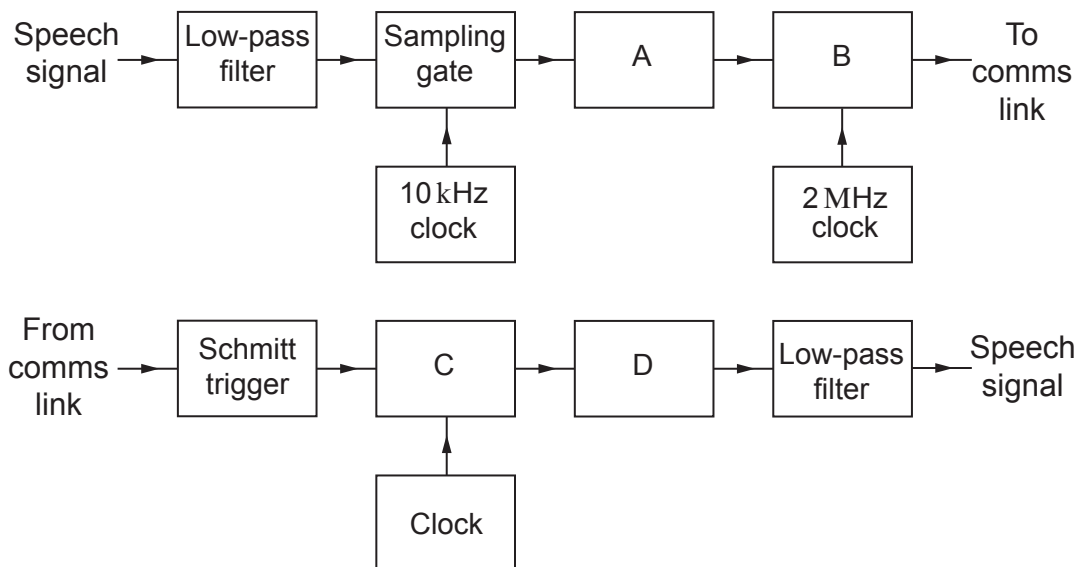 Speech
signal
Low-pass
filter
Sampling
gate
A
B
To
comms
link
10 kHz
clock
2 MHz
clock
From
comms
link
Schmitt
trigger
C
D
Low-pass
filter
Speech
signal
Clock